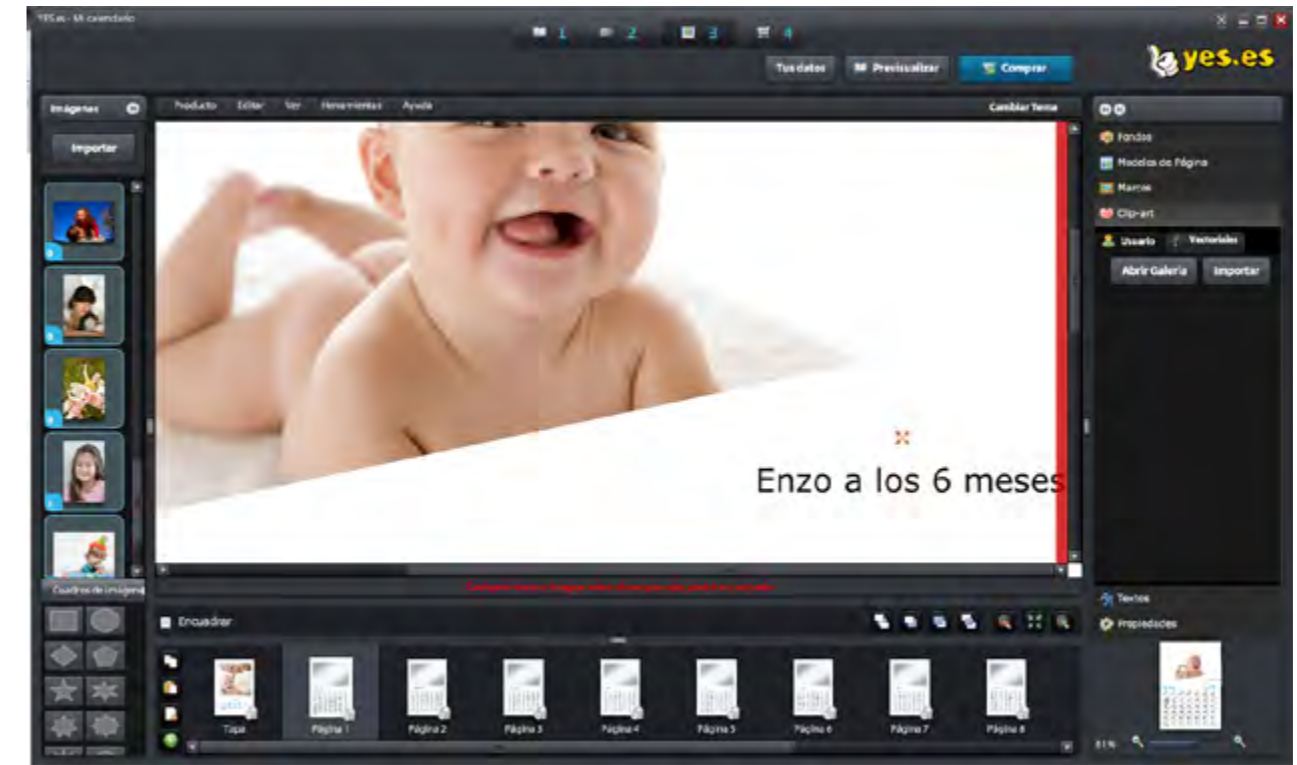 YES.es - Mi calendario
1 2 3 4
Tus datos Previsualizar Comprar
yes.es
Imágenes
Producto Editar Ver Herramientas Ayuda Cambiar Tema
Importar
Fondos
Modelos de Página
Marcos
Clip-art
Usuario Vectoriales
Abrir Galería Importar
Enzo a los 6 meses
Cuadros de imágene
Textos
Encuadrar
Propiedades
Tapa Página 1 Página 2 Página 3 Página 4 Página 5 Página 6 Página 7 Página 8
81%